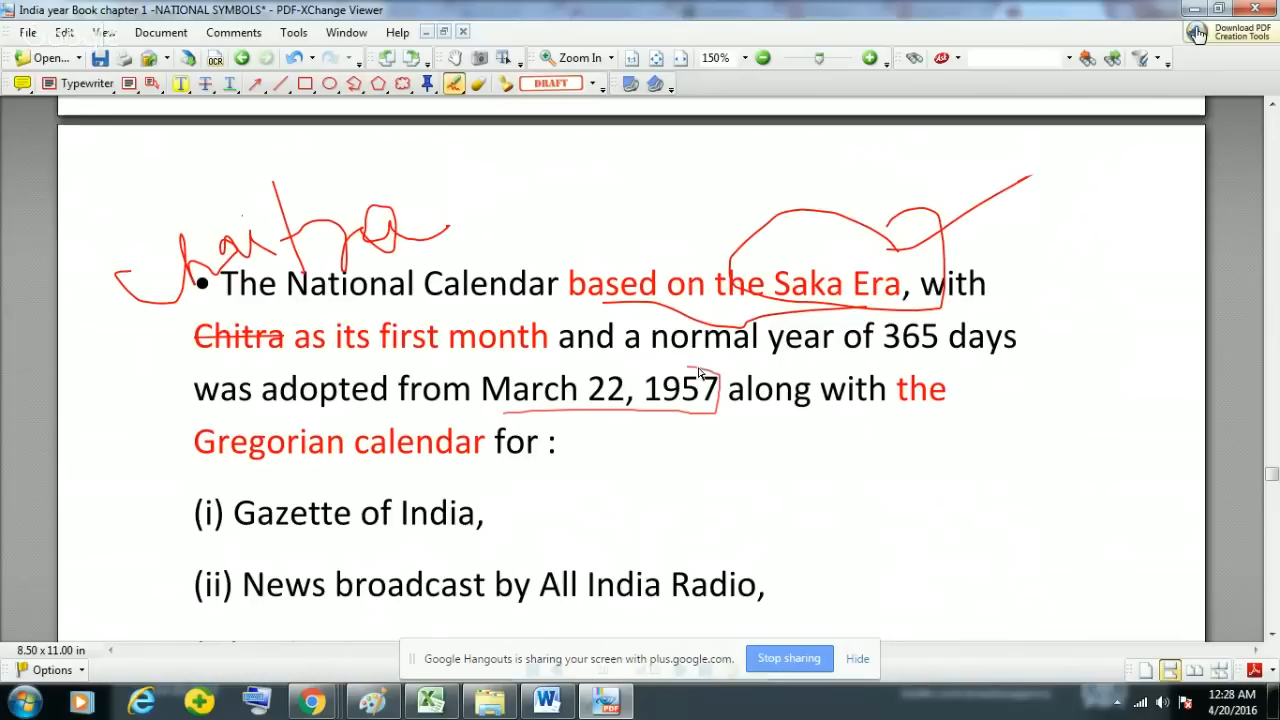 India year Book chapter 1 -NATIONAL SYMBOLS* - PDF-XChange Viewer
File Edit View Document Comments Tools Window Help
Download PDF
Creation Tools
Open... OCR Zoom In 150%
Typewriter DRAFT
Chaitra
• The National Calendar based on the Saka Era, with
Chitra as its first month and a normal year of 365 days
was adopted from March 22, 1957 along with the
Gregorian calendar for :
(i) Gazette of India,
(ii) News broadcast by All India Radio,
8.50 x 11.00 in
Google Hangouts is sharing your screen with plus.google.com. Stop sharing Hide
Options
12:28 AM
4/20/2016